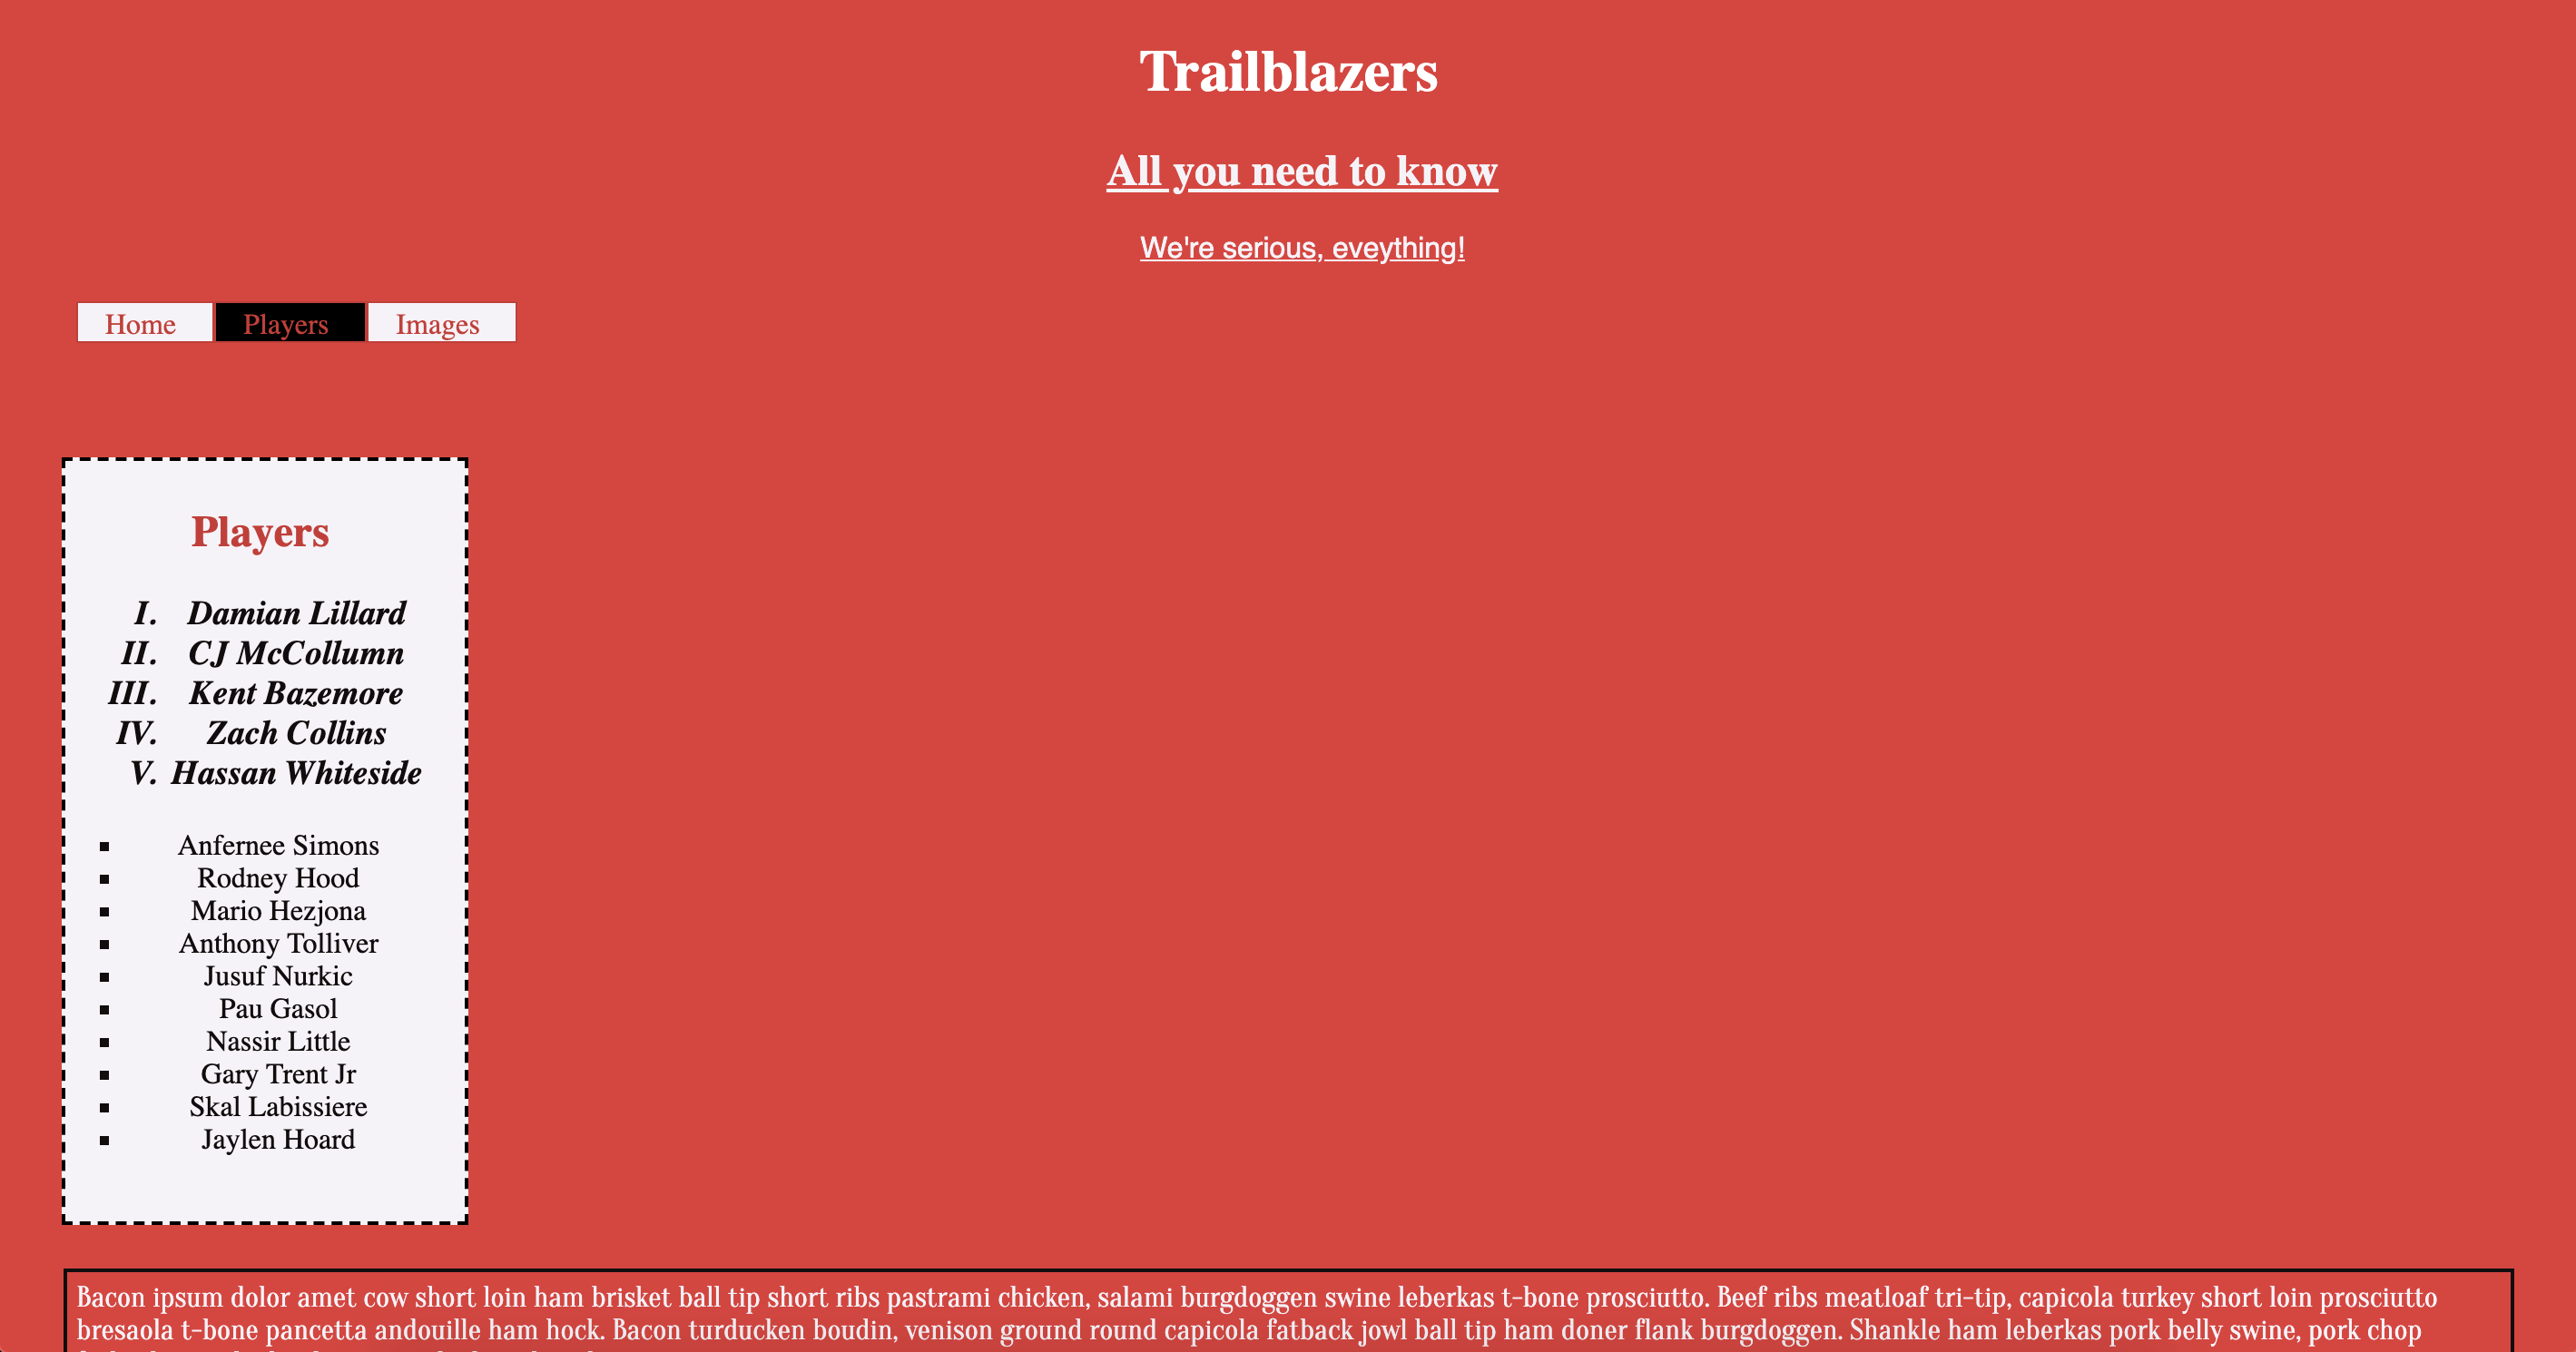 Trailblazers
All you need to know
We're serious, eveything!
Home
Players
Images
Players
I. Damian Lillard
II. CJ McCollumn
III. Kent Bazemore
IV. Zach Collins
V. Hassan Whiteside
Anfernee Simons
Rodney Hood
Mario Hezjona
Anthony Tolliver
Jusuf Nurkic
Pau Gasol
Nassir Little
Gary Trent Jr
Skal Labissiere
Jaylen Hoard
Bacon ipsum dolor amet cow short loin ham brisket ball tip short ribs pastrami chicken, salami burgdoggen swine leberkas t-bone prosciutto. Beef ribs meatloaf tri-tip, capicola turkey short loin prosciutto
bresaola t-bone pancetta andouille ham hock. Bacon turducken boudin, venison ground round capicola fatback jowl ball tip ham doner flank burgdoggen. Shankle ham leberkas pork belly swine, pork chop